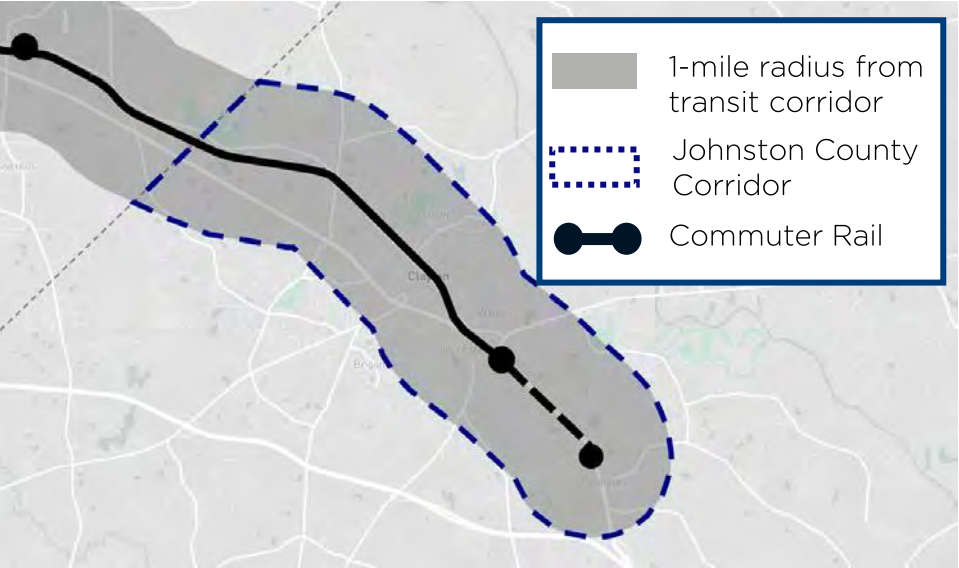 1-mile radius from
transit corridor
Johnston County
Corridor
Commuter Rail
Clayton